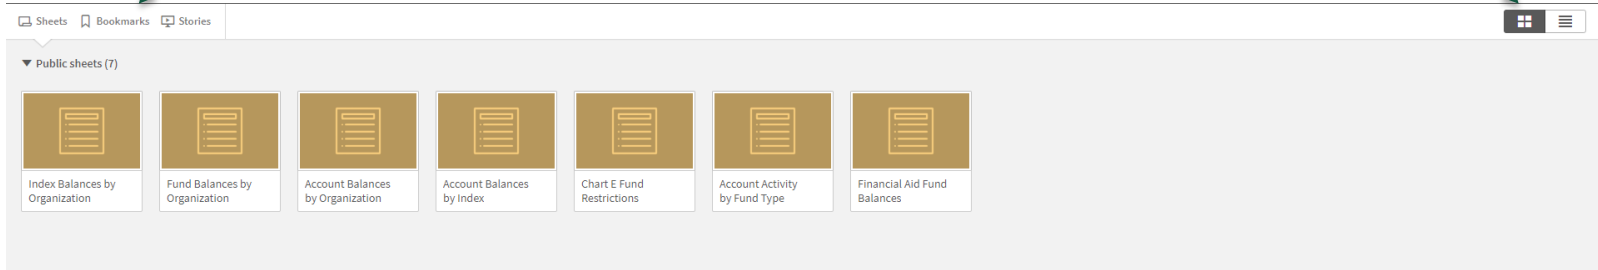 Sheets Bookmarks Stories
Public sheets (7)
Index Balances by
Organization
Fund Balances by
Organization
Account Balances
by Organization
Account Balances
by Index
Chart E Fund
Restrictions
Account Activity
by Fund Type
Financial Aid Fund
Balances